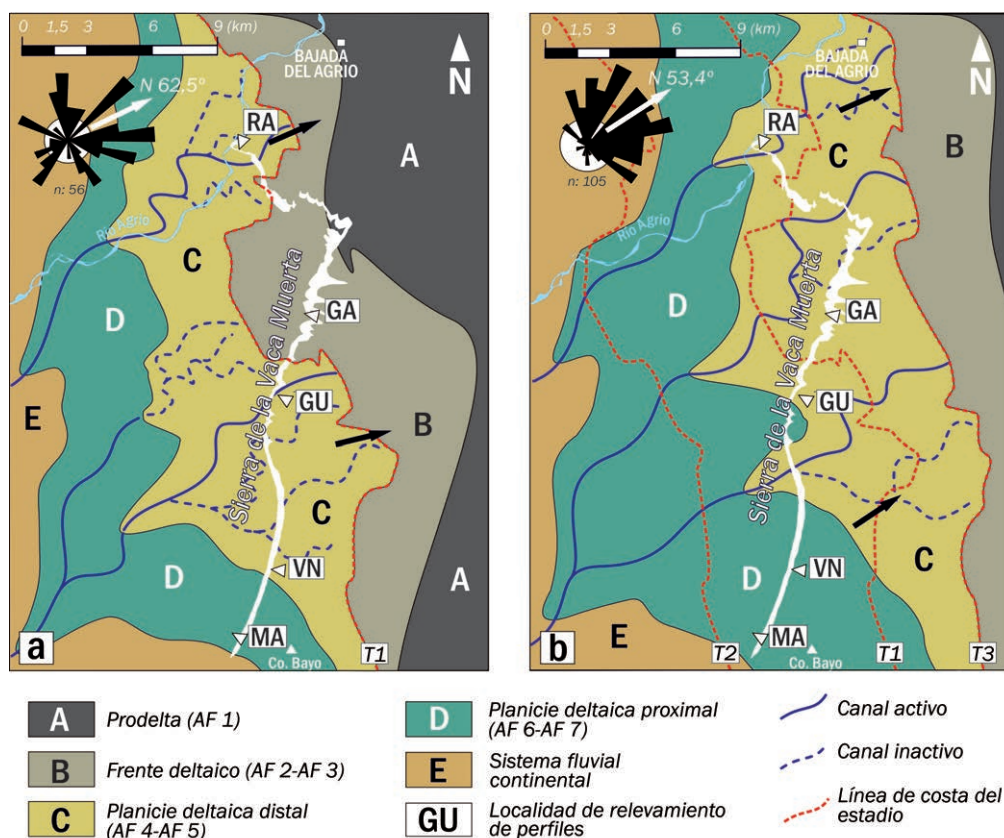 0 1,5 3 6 9 (km)
N 62,5º
n: 56
BAJADA
DEL AGRIO
N
RA
A
Río Agrio
C
D
Sierra de la Vaca Muerta
GA
E
GU
B
C
D
VN
A
MA
Co. Bayo
T1
a
0 1,5 3 6 9 (km)
N 53,4º
n: 105
BAJADA
DEL AGRIO
N
RA
C
B
Río Agrio
D
Sierra de la Vaca Muerta
GA
GU
D
VN
C
E
MA
Co. Bayo
T2
T1
T3
b
A Prodelta (AF 1)
B Frente deltaico (AF 2-AF 3)
C Planicie deltaica distal
(AF 4-AF 5)
D Planicie deltaica proximal
(AF 6-AF 7)
E Sistema fluvial
continental
GU Localidad de relevamiento
de perfiles
Canal activo
Canal inactivo
Línea de costa del
estadio